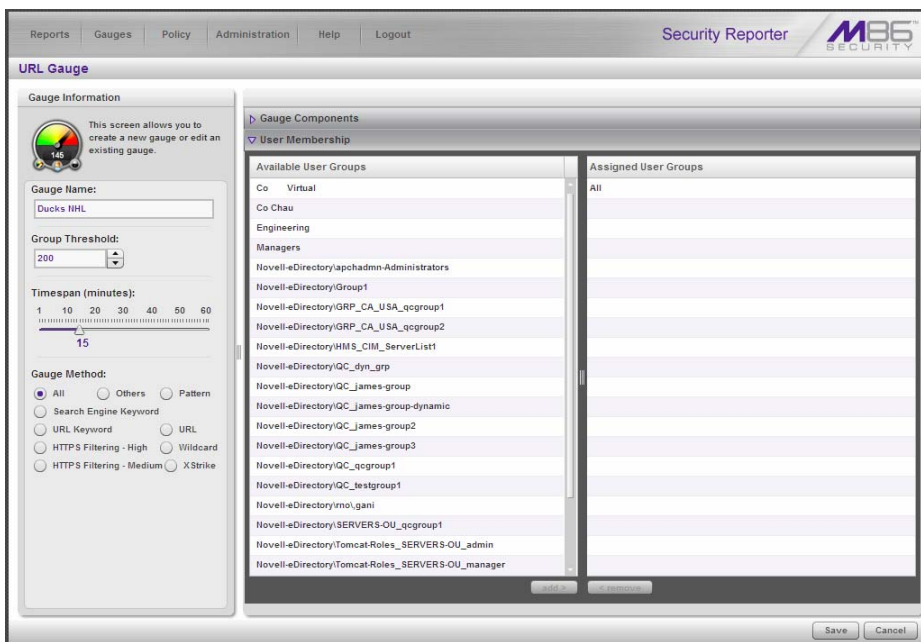 Reports Gauges Policy Administration Help Logout
Security Reporter
M86
SECURITY
URL Gauge
Gauge Information
This screen allows you to
create a new gauge or edit an
existing gauge.
145
Gauge Name:
Ducks NHL
Group Threshold:
200
Timespan (minutes):
1 10 20 30 40 50 60
15
Gauge Method:
All Others Pattern
Search Engine Keyword
URL Keyword URL
HTTPS Filtering - High Wildcard
HTTPS Filtering - Medium XStrike
Gauge Components
User Membership
Available User Groups
Co Virtual
Co Chau
Engineering
Managers
Novell-eDirectory\apchadmn-Administrators
Novell-eDirectory\Group1
Novell-eDirectory\GRP_CA_USA_qcgroup1
Novell-eDirectory\GRP_CA_USA_qcgroup2
Novell-eDirectory\HMS_CIM_ServerList1
Novell-eDirectory\QC_dyn_grp
Novell-eDirectory\QC_james-group
Novell-eDirectory\QC_james-group-dynamic
Novell-eDirectory\QC_james-group2
Novell-eDirectory\QC_james-group3
Novell-eDirectory\QC_qcgroup1
Novell-eDirectory\QC_testgroup1
Novell-eDirectory\rno\,gani
Novell-eDirectory\SERVERS-OU_qcgroup1
Novell-eDirectory\Tomcat-Roles_SERVERS-OU_admin
Novell-eDirectory\Tomcat-Roles_SERVERS-OU_manager
add >
Assigned User Groups
All
< remove
Save Cancel